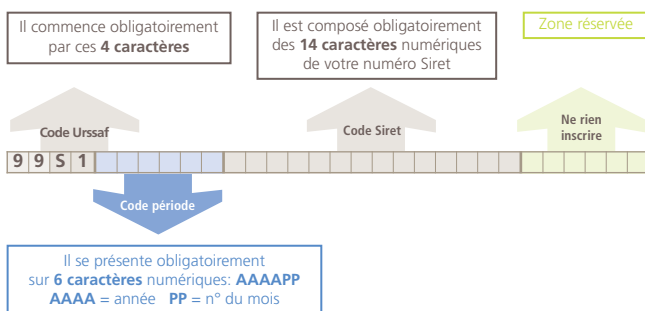 Il commence obligatoirement
par ces 4 caractères
Il est composé obligatoirement
des 14 caractères numériques
de votre numéro Siret
Zone réservée
Code Urssaf
Code Siret
Ne rien
inscrire
9 9 S 1
Code période
Il se présente obligatoirement
sur 6 caractères numériques: AAAAPP
AAAA = année PP = n° du mois